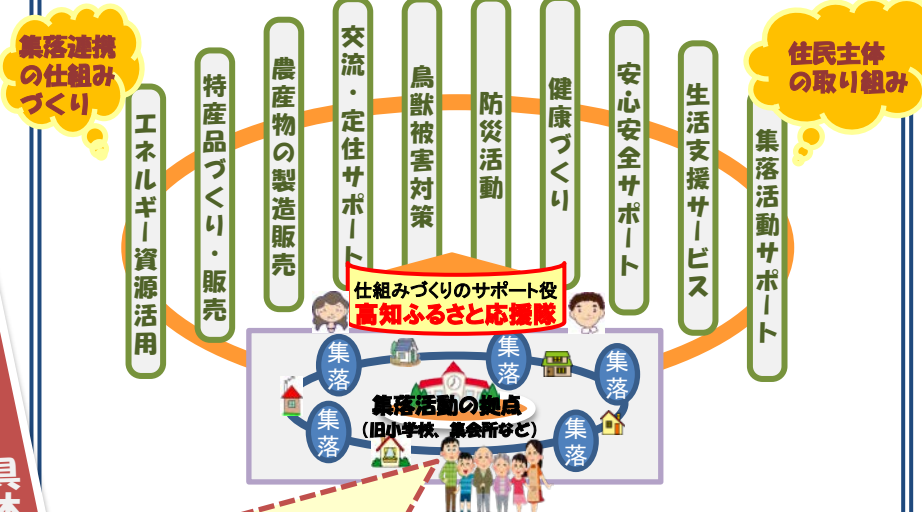 集落連携
の仕組み
づくり
住民主体
の取り組み
エネルギー資源活用
特産品づくり・販売
農産物の製造販売
交流・定住サポート
鳥獣被害対策
防災活動
健康づくり
安心安全サポート
生活支援サービス
集落活動サポート
仕組みづくりのサポート役
高知ふるさと応援隊
集落
集落
集落
集落
集落
集落活動の拠点
（旧小学校、集会所など）
具体